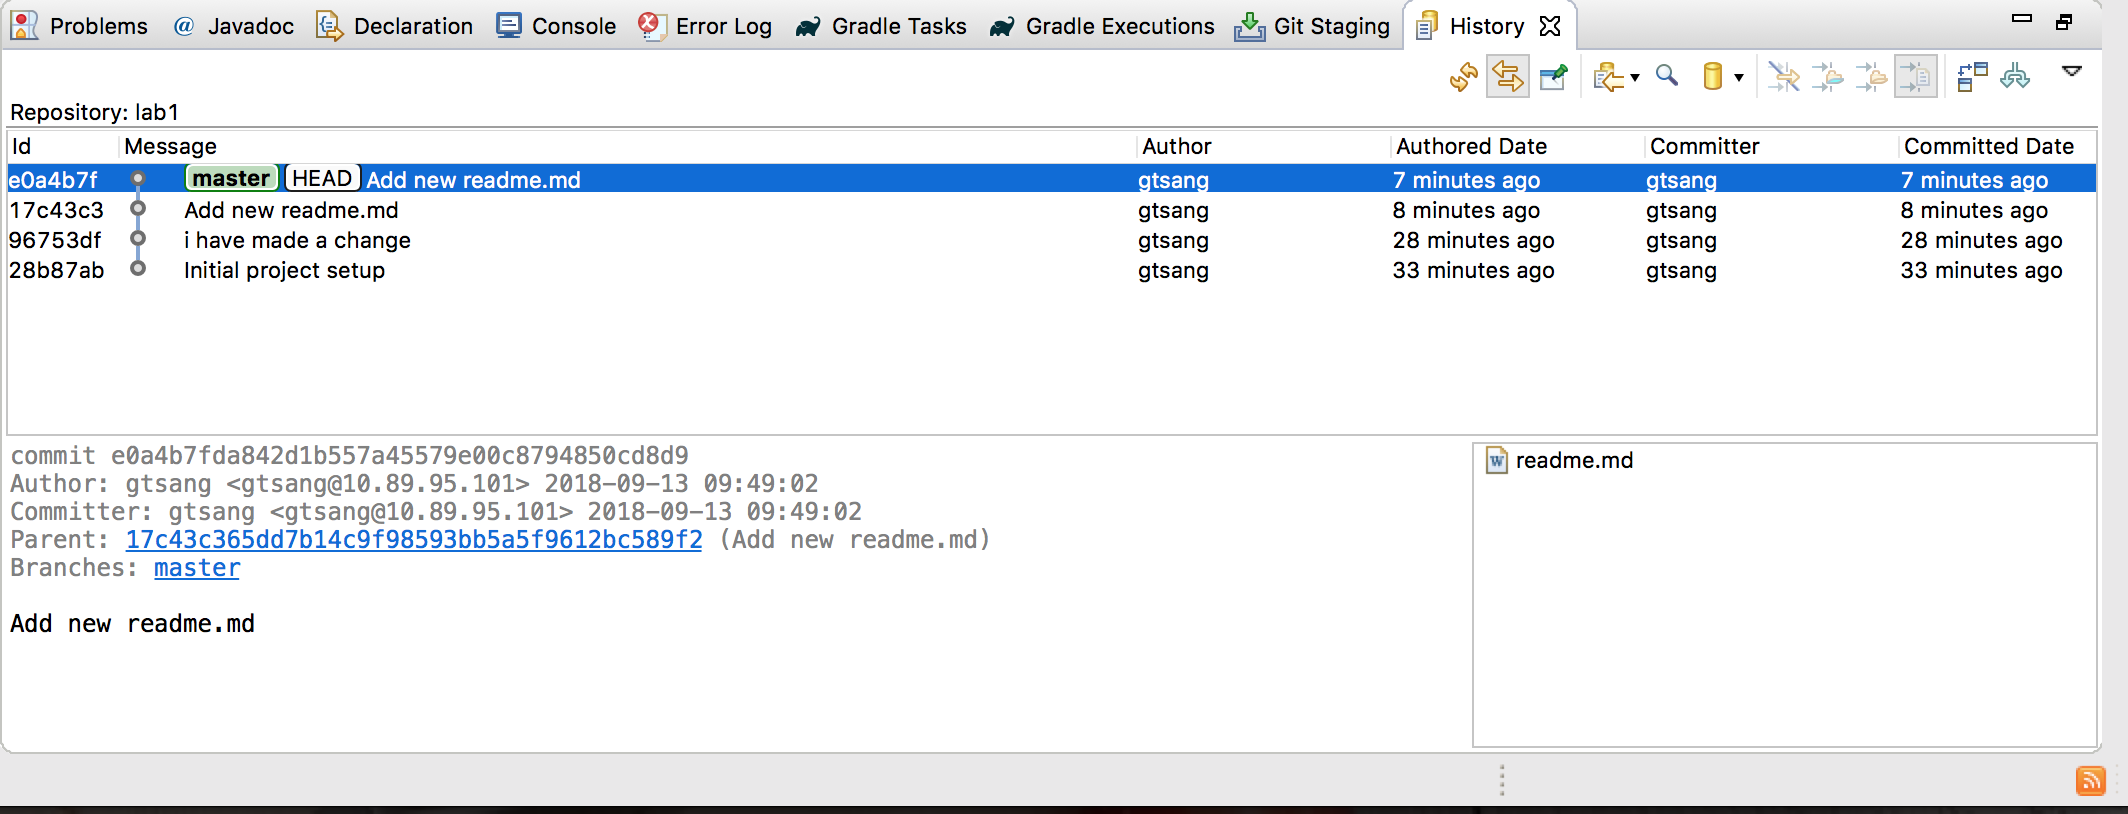 Problems @ Javadoc Declaration Console Error Log Gradle Tasks Gradle Executions Git Staging History
Repository: lab1
Id Message Author Authored Date Committer Committed Date
e0a4b7f master HEAD Add new readme.md gtsang 7 minutes ago gtsang 7 minutes ago
17c43c3 Add new readme.md gtsang 8 minutes ago gtsang 8 minutes ago
96753df i have made a change gtsang 28 minutes ago gtsang 28 minutes ago
28b87ab Initial project setup gtsang 33 minutes ago gtsang 33 minutes ago
commit e0a4b7fda842d1b557a45579e00c8794850cd8d9
Author: gtsang <gtsang@10.89.95.101> 2018-09-13 09:49:02
Committer: gtsang <gtsang@10.89.95.101> 2018-09-13 09:49:02
Parent: 17c43c365dd7b14c9f98593bb5a5f9612bc589f2 (Add new readme.md)
Branches: master
Add new readme.md
readme.md